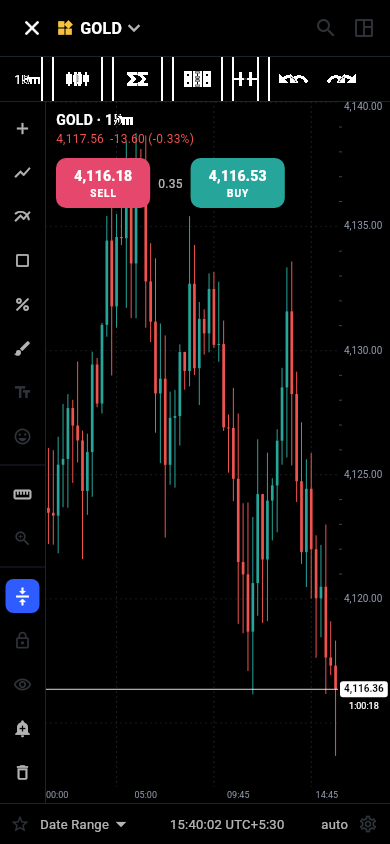 GOLD
4,140.00
GOLD · 1
4,117.56 -13.60 (-0.33%)
4,116.18
SELL
0.35
4,116.53
BUY
4,135.00
4,130.00
4,125.00
4,120.00
4,116.36
1:00:18
00:00 05:00 09:45 14:45
Date Range 15:40:02 UTC+5:30 auto